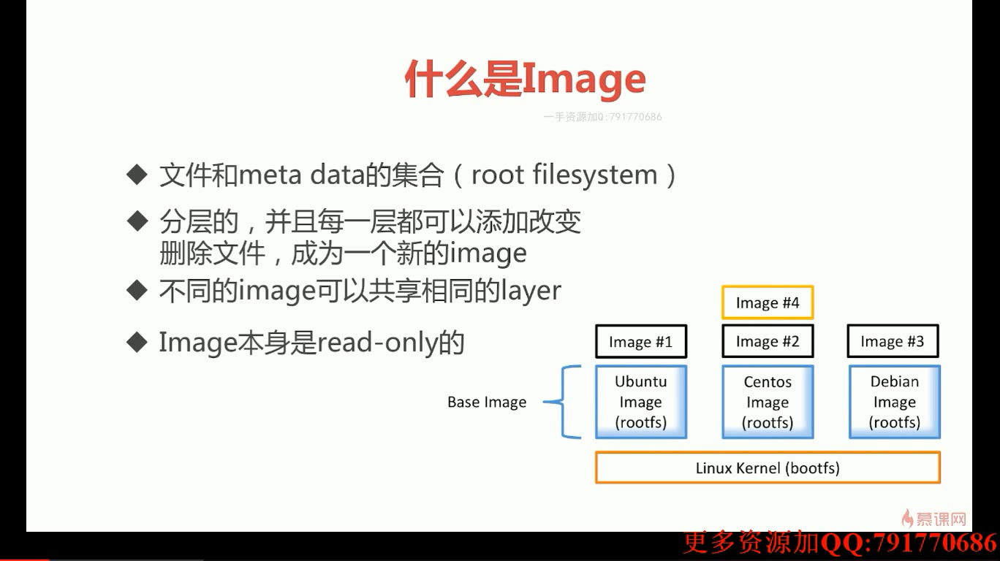 什么是Image
一手资源加Q:791770686
◆ 文件和meta data的集合（root filesystem）
◆ 分层的，并且每一层都可以添加改变
删除文件，成为一个新的image
◆ 不同的image可以共享相同的layer
◆ Image本身是read-only的
Image #4
Image #1
Image #2
Image #3
Base Image
Ubuntu
Image
(rootfs)
Centos
Image
(rootfs)
Debian
Image
(rootfs)
Linux Kernel (bootfs)
慕课网
更多资源加QQ:791770686